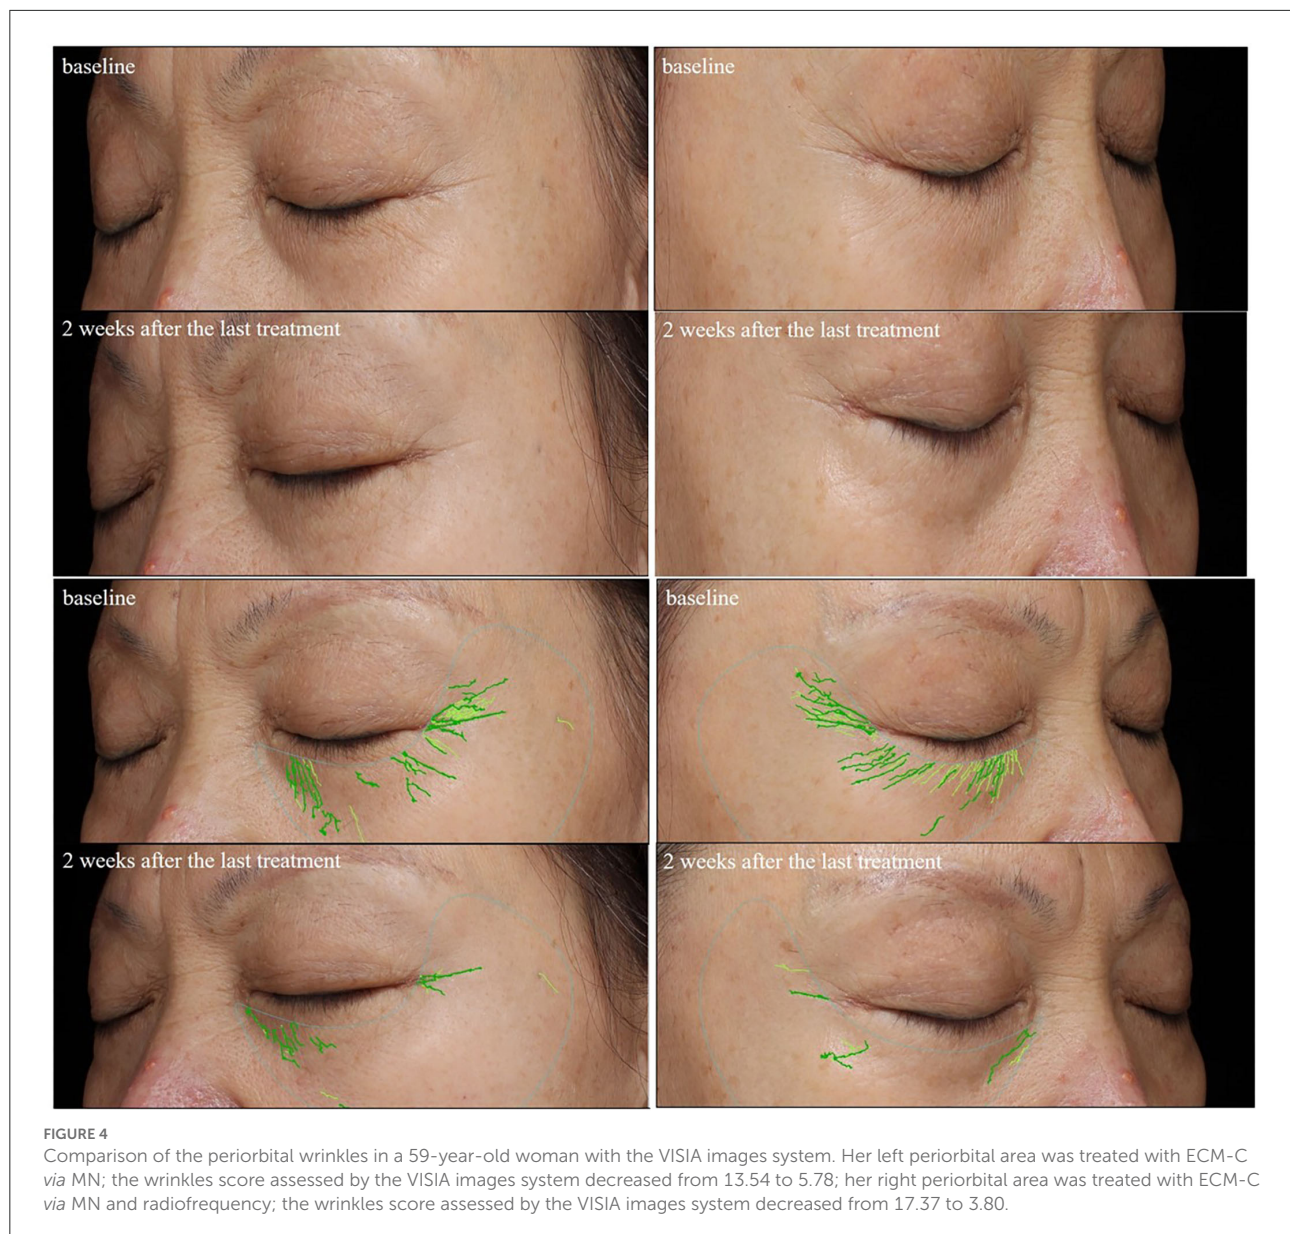 baseline
baseline
2 weeks after the last treatment
2 weeks after the last treatment
baseline
baseline
2 weeks after the last treatment
2 weeks after the last treatment
FIGURE 4
Comparison of the periorbital wrinkles in a 59-year-old woman with the VISIA images system. Her left periorbital area was treated with ECM-C
via MN; the wrinkles score assessed by the VISIA images system decreased from 13.54 to 5.78; her right periorbital area was treated with ECM-C
via MN and radiofrequency; the wrinkles score assessed by the VISIA images system decreased from 17.37 to 3.80.